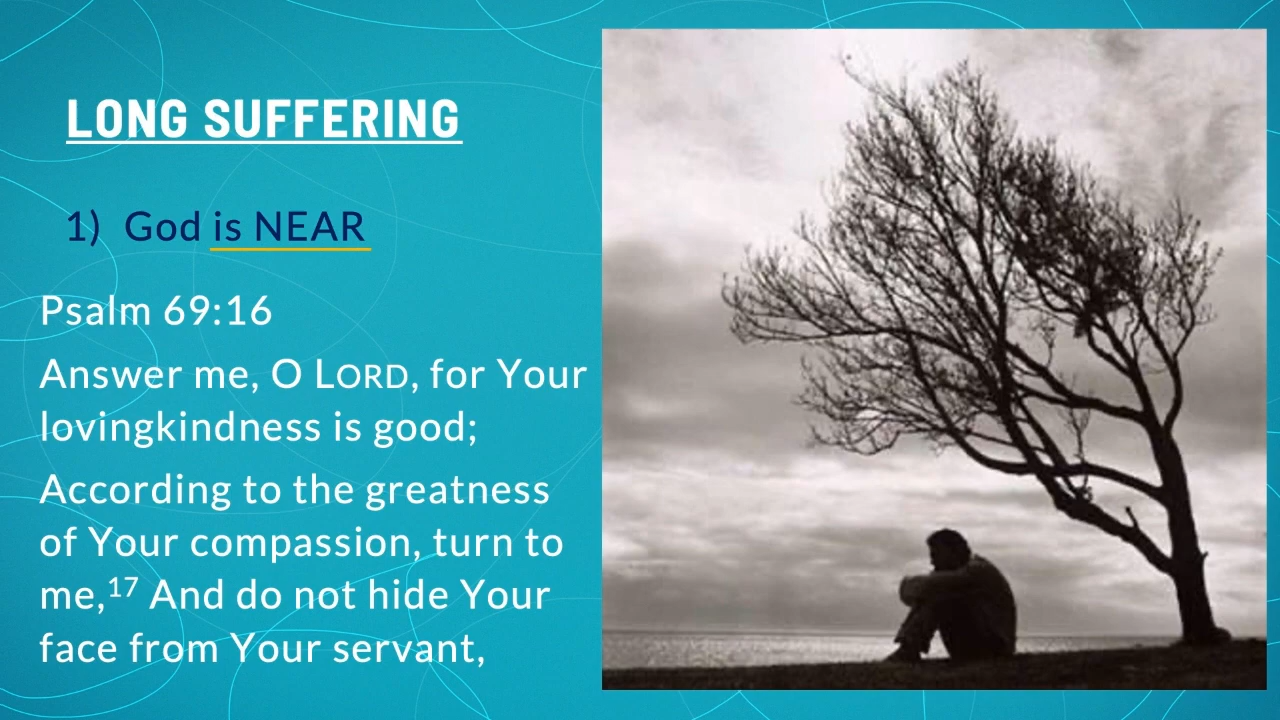 LONG SUFFERING
1) God is NEAR
Psalm 69:16
Answer me, O LORD, for Your
lovingkindness is good;
According to the greatness
of Your compassion, turn to
me,¹⁷ And do not hide Your
face from Your servant,